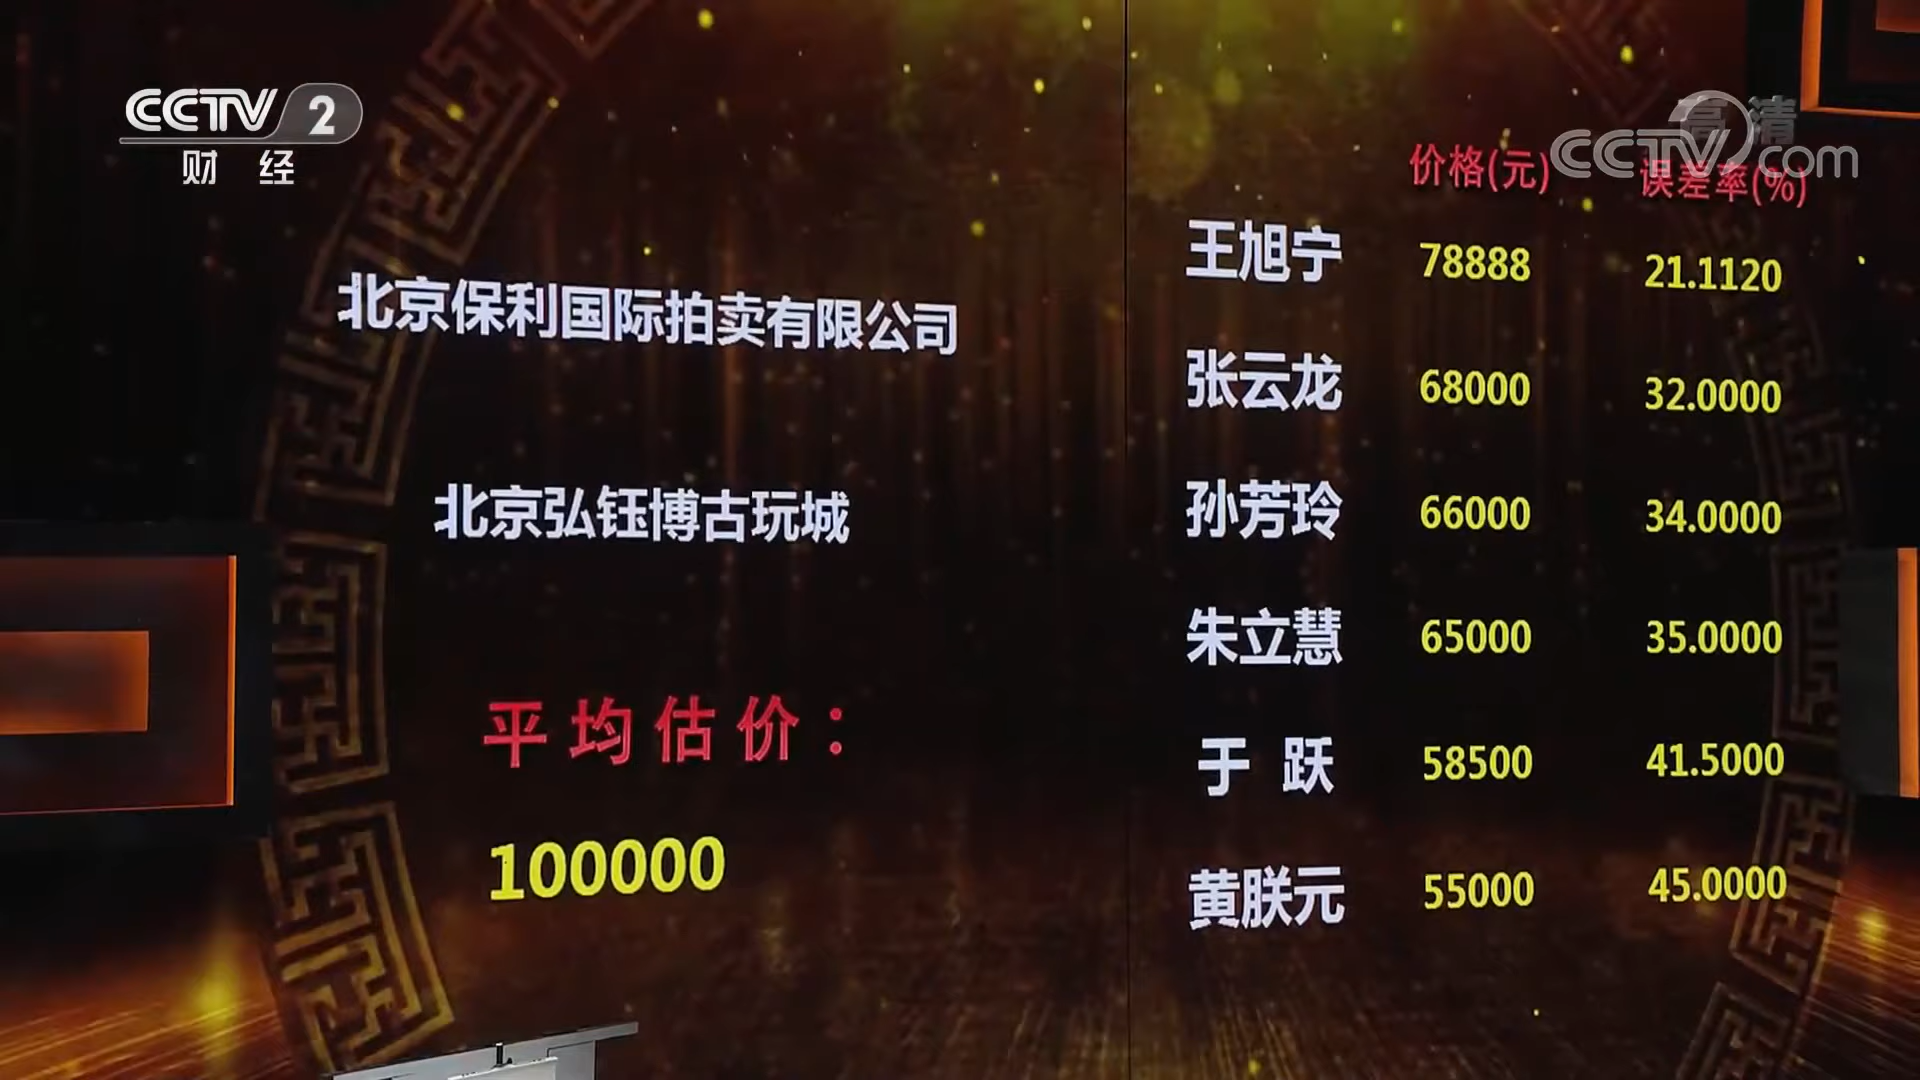 CCTV 2
财 经
高清
CCTV.com
北京保利国际拍卖有限公司
北京弘钰博古玩城
平均估价：
100000
价格(元) 误差率(%)
王旭宁 78888 21.1120
张云龙 68000 32.0000
孙芳玲 66000 34.0000
朱立慧 65000 35.0000
于 跃 58500 41.5000
黄朕元 55000 45.0000